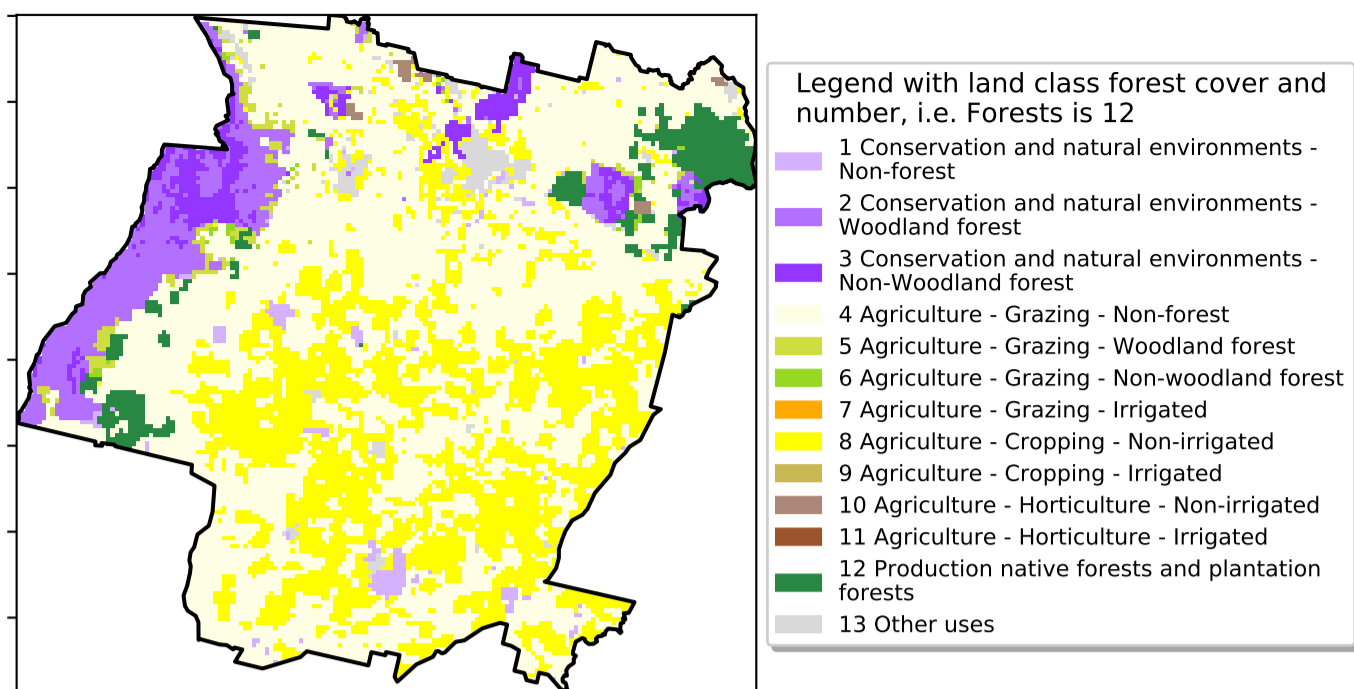 Legend with land class forest cover and
number, i.e. Forests is 12
1 Conservation and natural environments -
Non-forest
2 Conservation and natural environments -
Woodland forest
3 Conservation and natural environments -
Non-Woodland forest
4 Agriculture - Grazing - Non-forest
5 Agriculture - Grazing - Woodland forest
6 Agriculture - Grazing - Non-woodland forest
7 Agriculture - Grazing - Irrigated
8 Agriculture - Cropping - Non-irrigated
9 Agriculture - Cropping - Irrigated
10 Agriculture - Horticulture - Non-irrigated
11 Agriculture - Horticulture - Irrigated
12 Production native forests and plantation
forests
13 Other uses